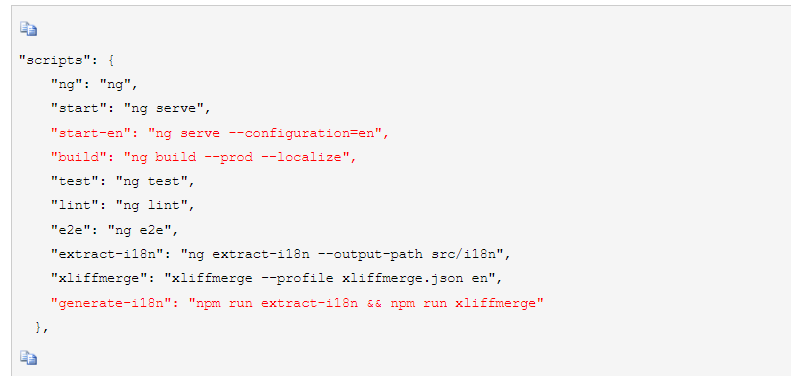 "scripts": {
"ng": "ng",
"start": "ng serve",
"start-en": "ng serve --configuration=en",
"build": "ng build --prod --localize",
"test": "ng test",
"lint": "ng lint",
"e2e": "ng e2e",
"extract-i18n": "ng extract-i18n --output-path src/i18n",
"xliffmerge": "xliffmerge --profile xliffmerge.json en",
"generate-i18n": "npm run extract-i18n && npm run xliffmerge"
},